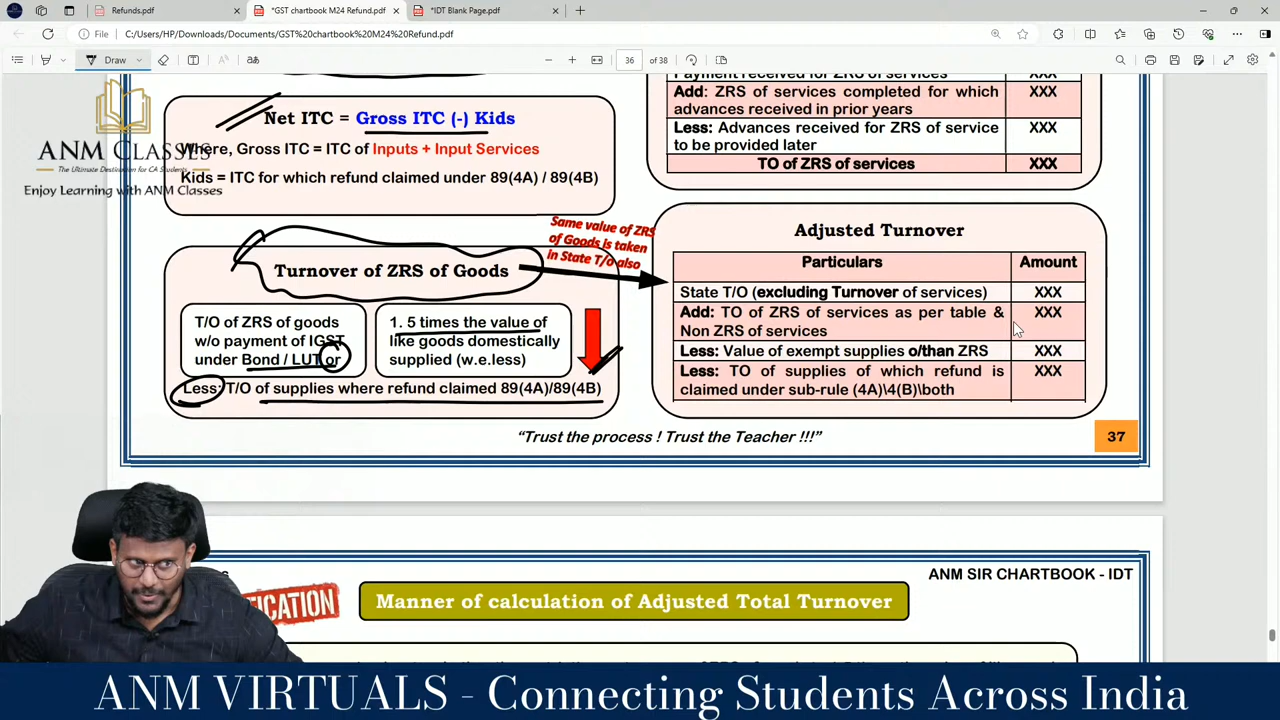 Refunds.pdf
*GST chartbook M24 Refund.pdf
*IDT Blank Page.pdf
File
C:/Users/HP/Downloads/Documents/GST%20chartbook%20M24%20Refund.pdf
Draw
36
of 38
Net ITC = Gross ITC (-) Kids
Where, Gross ITC = ITC of Inputs + Input Services
Kids = ITC for which refund claimed under 89(4A) / 89(4B)
ANM CLASSES
The Ultimate Destination for CA Students
Enjoy Learning with ANM Classes
Payment received for ZRS of services
XXX
Add: ZRS of services completed for which
advances received in prior years
XXX
Less: Advances received for ZRS of service
to be provided later
XXX
TO of ZRS of services
XXX
Turnover of ZRS of Goods
T/O of ZRS of goods
w/o payment of IGST
under Bond / LUT or
1. 5 times the value of
like goods domestically
supplied (w.e.less)
Less: T/O of supplies where refund claimed 89(4A)/89(4B)
Same value of ZRS
of Goods is taken
in State T/o also
Adjusted Turnover
Particulars
Amount
State T/O (excluding Turnover of services)
XXX
Add: TO of ZRS of services as per table &
Non ZRS of services
XXX
Less: Value of exempt supplies o/than ZRS
XXX
Less: TO of supplies of which refund is
claimed under sub-rule (4A)\4(B)\both
XXX
“Trust the process ! Trust the Teacher !!!”
37
ANM SIR CHARTBOOK - IDT
Manner of calculation of Adjusted Total Turnover
ANM VIRTUALS - Connecting Students Across India